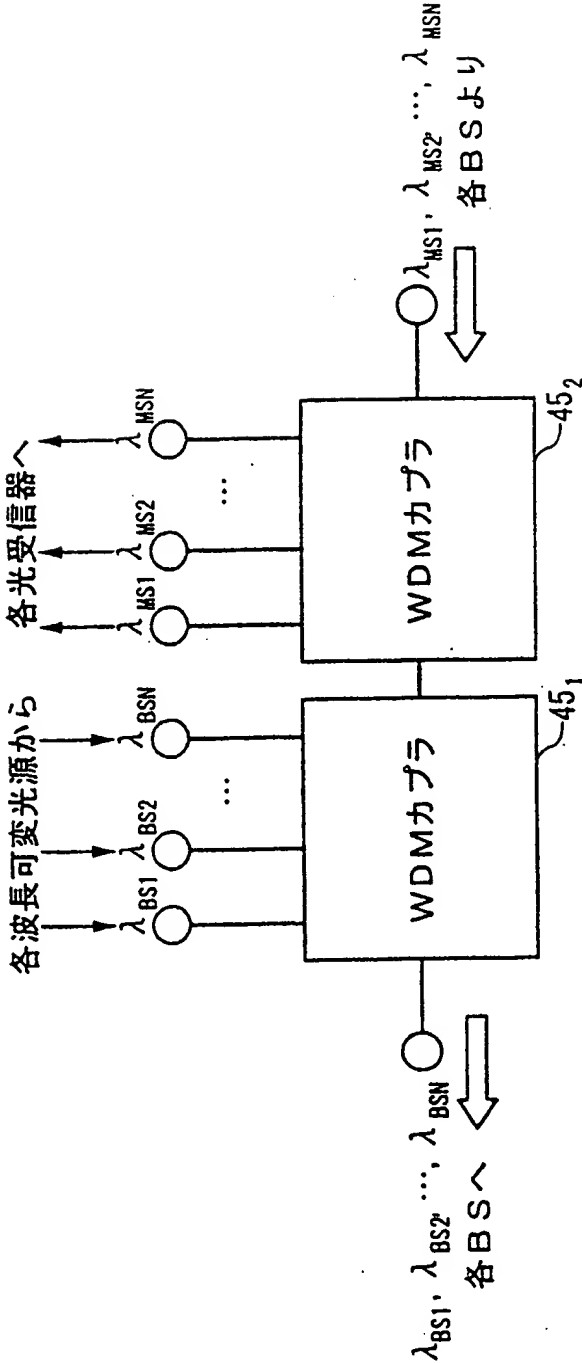 各波長可変光源から
各光受信器へ
λBS1
λBS2
…
λBSN
λMS1
λMS2
…
λMSN
WDMカプラ
WDMカプラ
45₁
45₂
λBS1, λBS2, …, λBSN
各BSへ
λMS1, λMS2, …, λMSN
各BSより